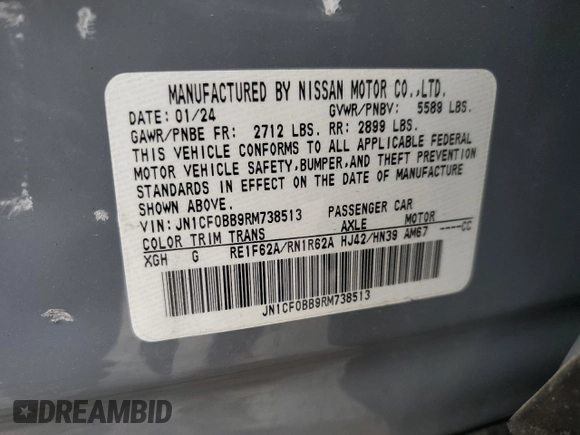 MANUFACTURED BY NISSAN MOTOR CO.,LTD.
DATE: 01/24 GVWR/PNBV: 5589 LBS.
GAWR/PNBE FR: 2712 LBS. RR: 2899 LBS.
THIS VEHICLE CONFORMS TO ALL APPLICABLE FEDERAL
MOTOR VEHICLE SAFETY,BUMPER,AND THEFT PREVENTION
STANDARDS IN EFFECT ON THE DATE OF MANUFACTURE
SHOWN ABOVE.
VIN: JN1CF0BB9RM738513 PASSENGER CAR
COLOR TRIM TRANS AXLE MOTOR
XGH G RE1F62A/RN1R62A HJ42/HN39 AM67 ----CC
JN1CF0BB9RM738513
DREAMBID